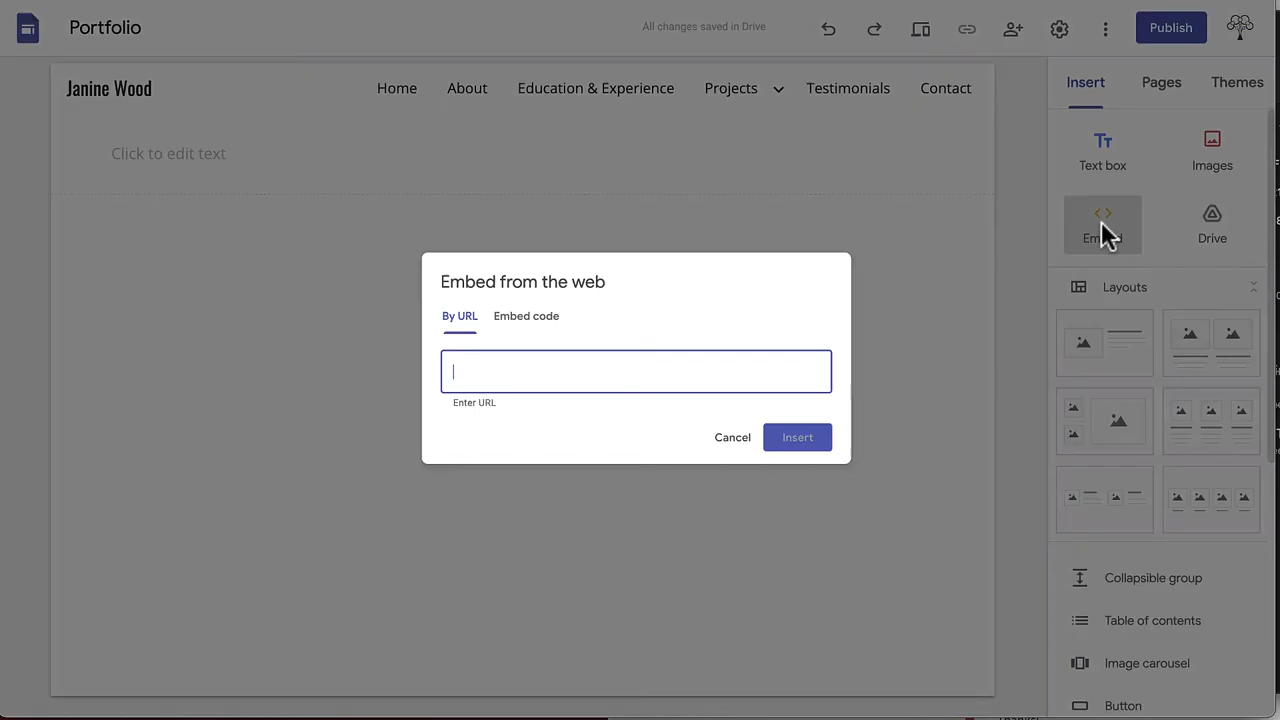 Portfolio
All changes saved in Drive
Publish
Janine Wood
Home About Education & Experience Projects Testimonials Contact
Click to edit text
Insert Pages Themes
Text box Images
Embed Drive
Layouts
Embed from the web
By URL Embed code
Enter URL
Cancel Insert
Collapsible group
Table of contents
Image carousel
Button